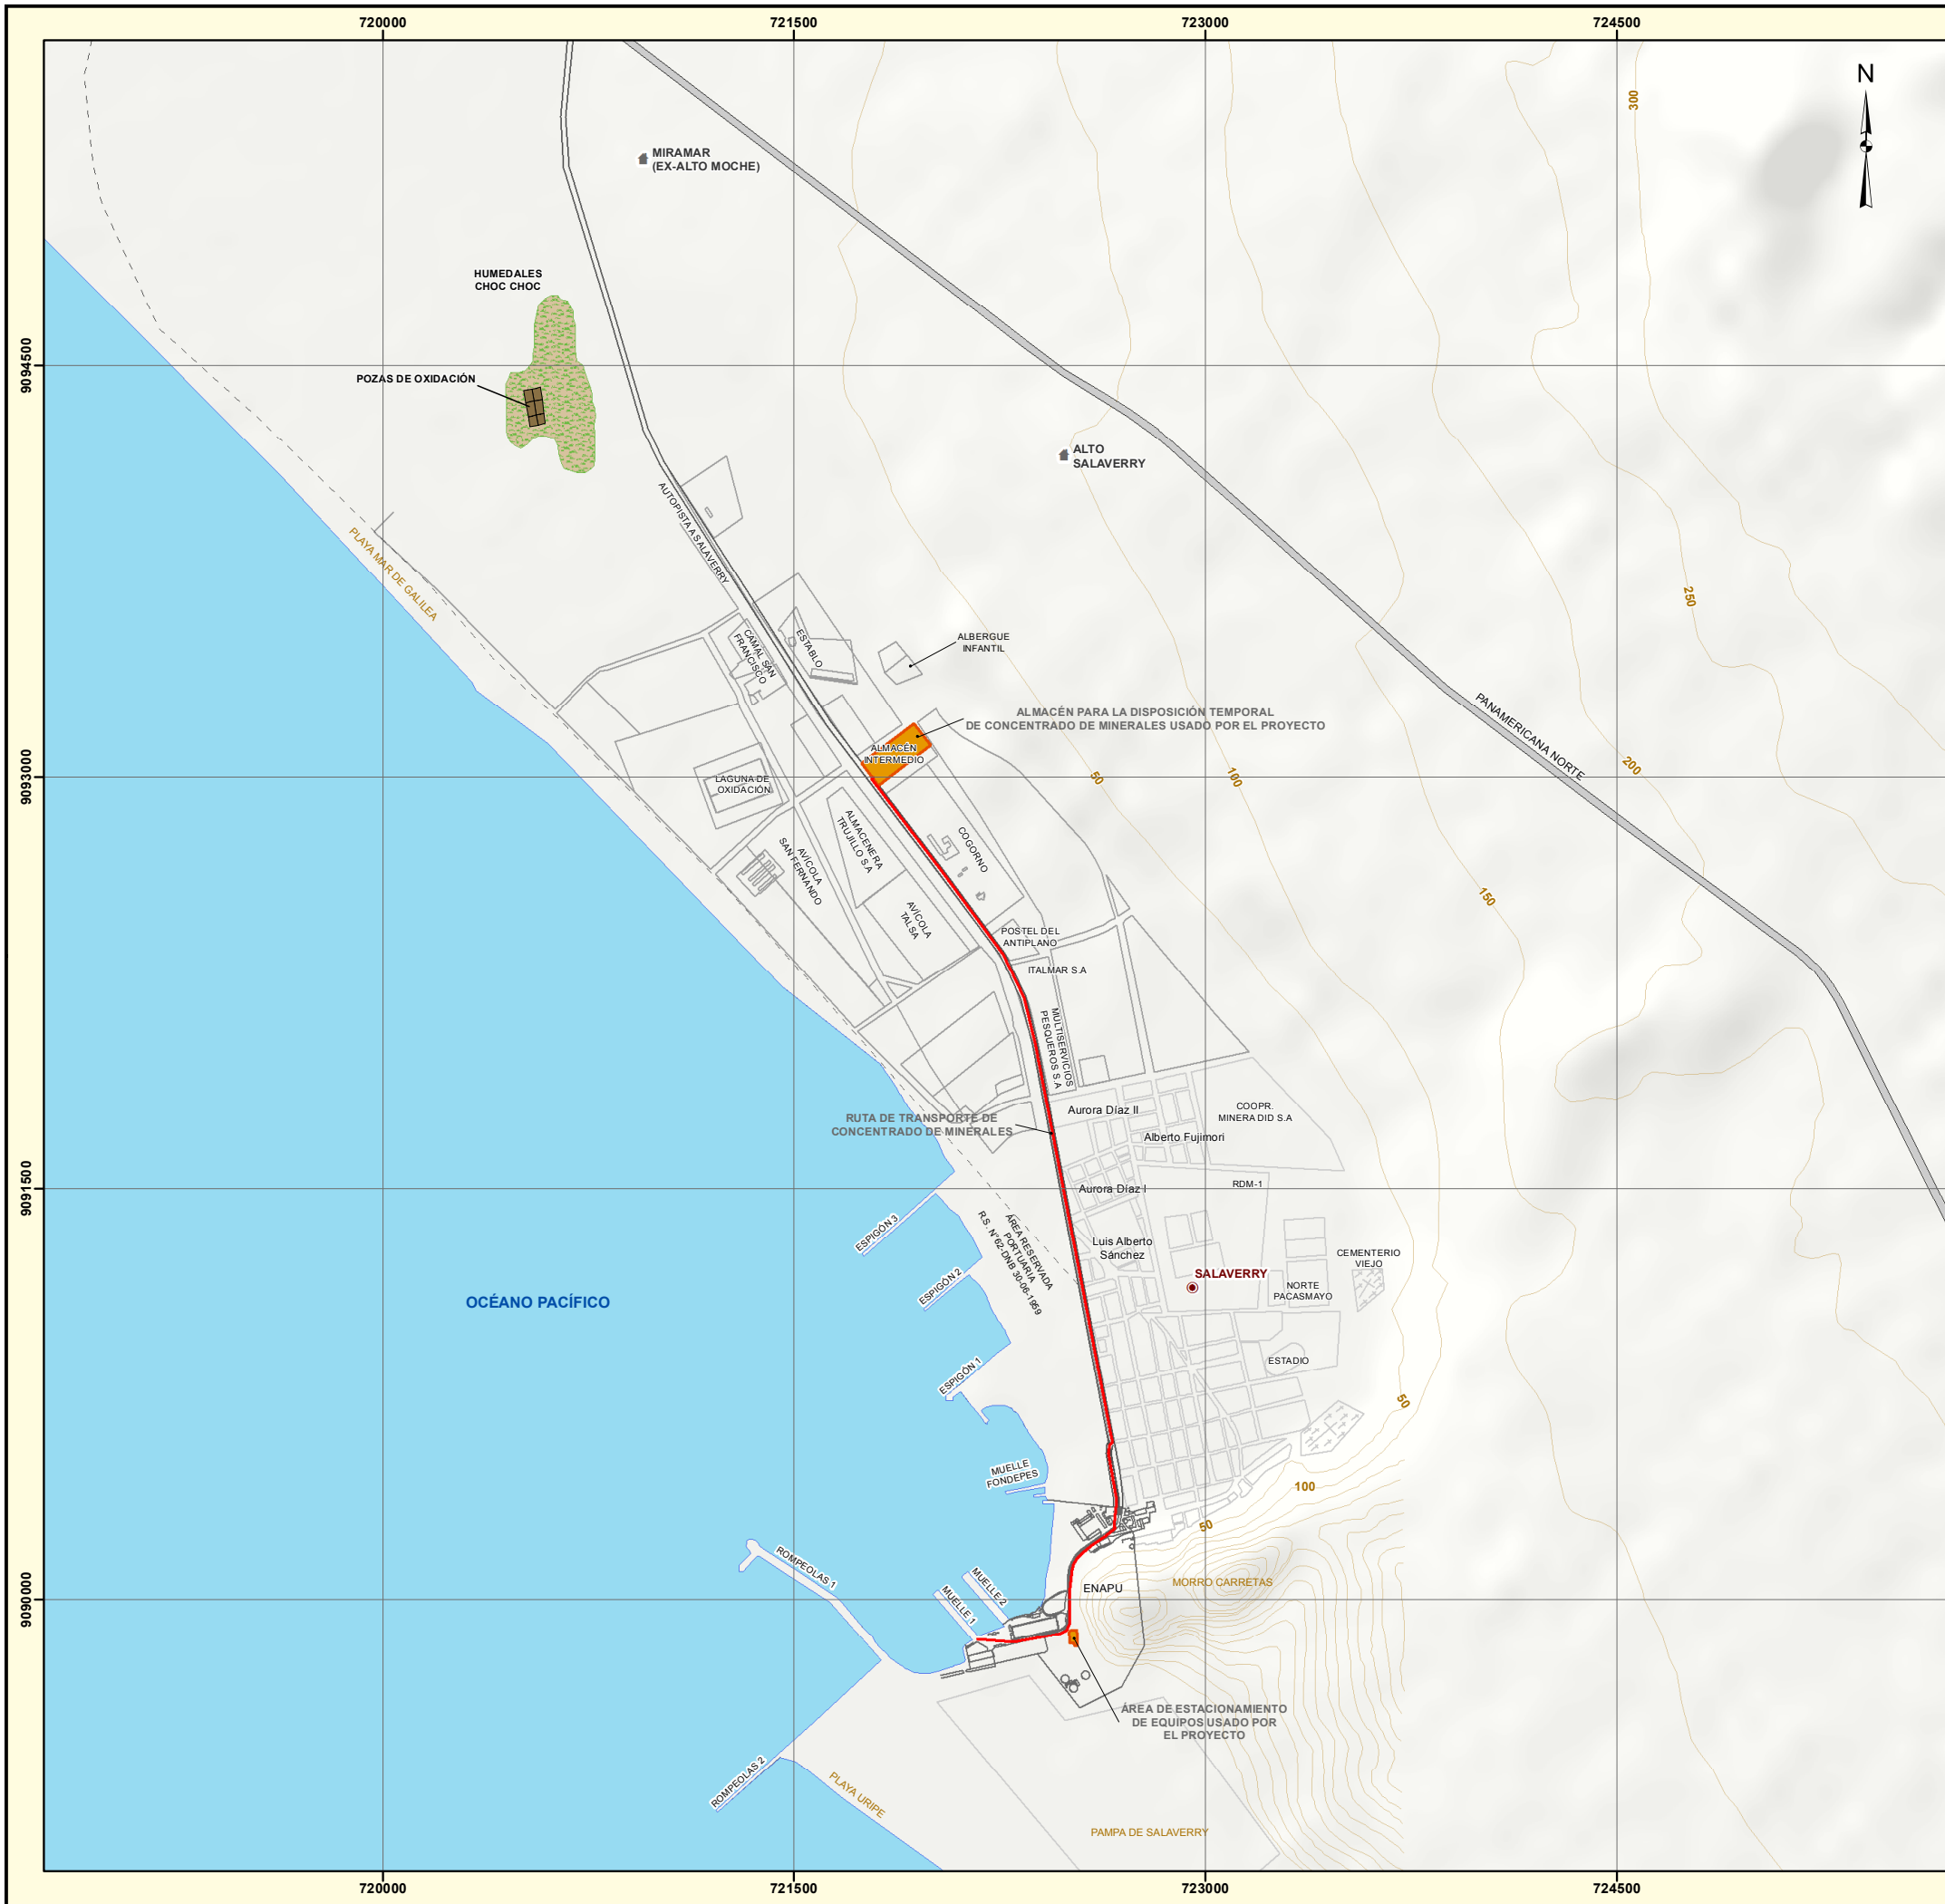 720000
721500
723000
724500
N
300
MIRAMAR
(EX-ALTO MOCHE)
HUMEDALES
CHOC CHOC
9094500
POZAS DE OXIDACIÓN
ALTO
SALAVERRY
AUTOPISTA A SALAVERRY
PLAYA MAR DE GALILEA
250
CAMAL SAN
FRANCISCO
ESTABLO
ALBERGUE
INFANTIL
ALMACÉN PARA LA DISPOSICIÓN TEMPORAL
DE CONCENTRADO DE MINERALES USADO POR EL PROYECTO
PANAMERICANA NORTE
ALMACÉN
INTERMEDIO
9093000
LAGUNA DE
OXIDACIÓN
50
100
200
ALMACENERA
TRUJILLO S.A
COGORNO
AVÍCOLA
SAN FERNANDO
150
AVÍCOLA
TALSA
POSTEL DEL
ANTIPLANO
ITALMAR S.A
MULTISERVICIOS
PESQUEROS S.A
RUTA DE TRANSPORTE DE
CONCENTRADO DE MINERALES
Aurora Díaz II
COOPR.
MINERA DID S.A
Alberto Fujimori
9091500
Aurora Díaz I
RDM-1
ESPIGÓN 3
ÁREA RESERVADA
PORTUARIA
R.S. N°62-DNB 30-06-1959
Luis Alberto
Sánchez
CEMENTERIO
VIEJO
SALAVERRY
ESPIGÓN 2
NORTE
PACASMAYO
OCÉANO PACÍFICO
ESPIGÓN 1
ESTADIO
50
MUELLE
FONDEPES
100
50
ROMPEOLAS 1
MUELLE 2
MUELLE 1
ENAPU
MORRO CARRETAS
9090000
ÁREA DE ESTACIONAMIENTO
DE EQUIPOS USADO POR
EL PROYECTO
ROMPEOLAS 2
PLAYA URIPE
PAMPA DE SALAVERRY
720000
721500
723000
724500